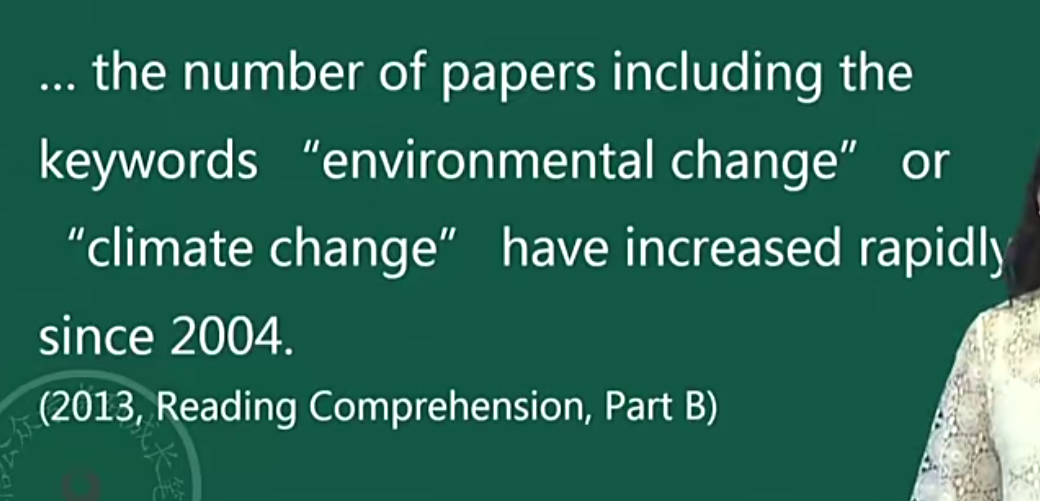 ... the number of papers including the
keywords “environmental change” or
“climate change” have increased rapidly
since 2004.
(2013, Reading Comprehension, Part B)